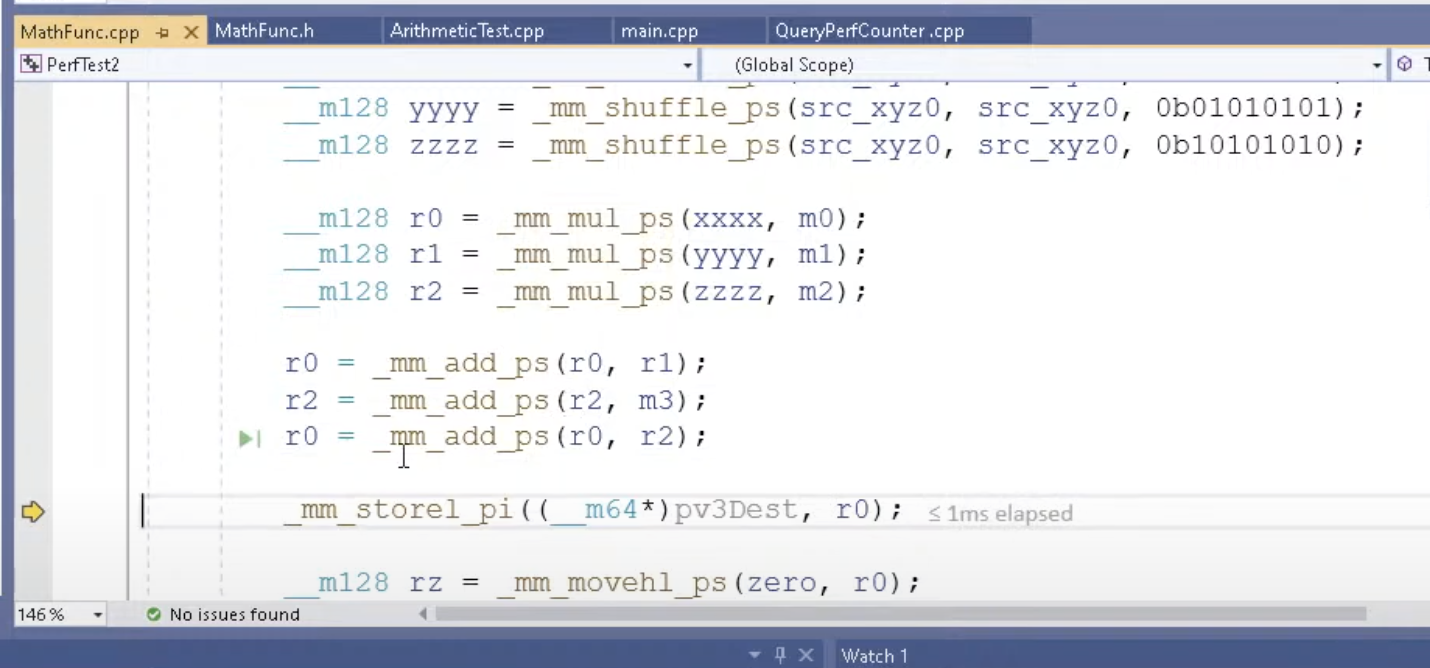 MathFunc.cpp MathFunc.h ArithmeticTest.cpp main.cpp QueryPerfCounter.cpp
PerfTest2 (Global Scope)
__m128 yyyy = _mm_shuffle_ps(src_xyz0, src_xyz0, 0b01010101);
__m128 zzzz = _mm_shuffle_ps(src_xyz0, src_xyz0, 0b10101010);
__m128 r0 = _mm_mul_ps(xxxx, m0);
__m128 r1 = _mm_mul_ps(yyyy, m1);
__m128 r2 = _mm_mul_ps(zzzz, m2);
r0 = _mm_add_ps(r0, r1);
r2 = _mm_add_ps(r2, m3);
r0 = _mm_add_ps(r0, r2);
_mm_storel_pi((__m64*)pv3Dest, r0); ≤ 1ms elapsed
__m128 rz = _mm_movehl_ps(zero, r0);
146 % No issues found
Watch 1